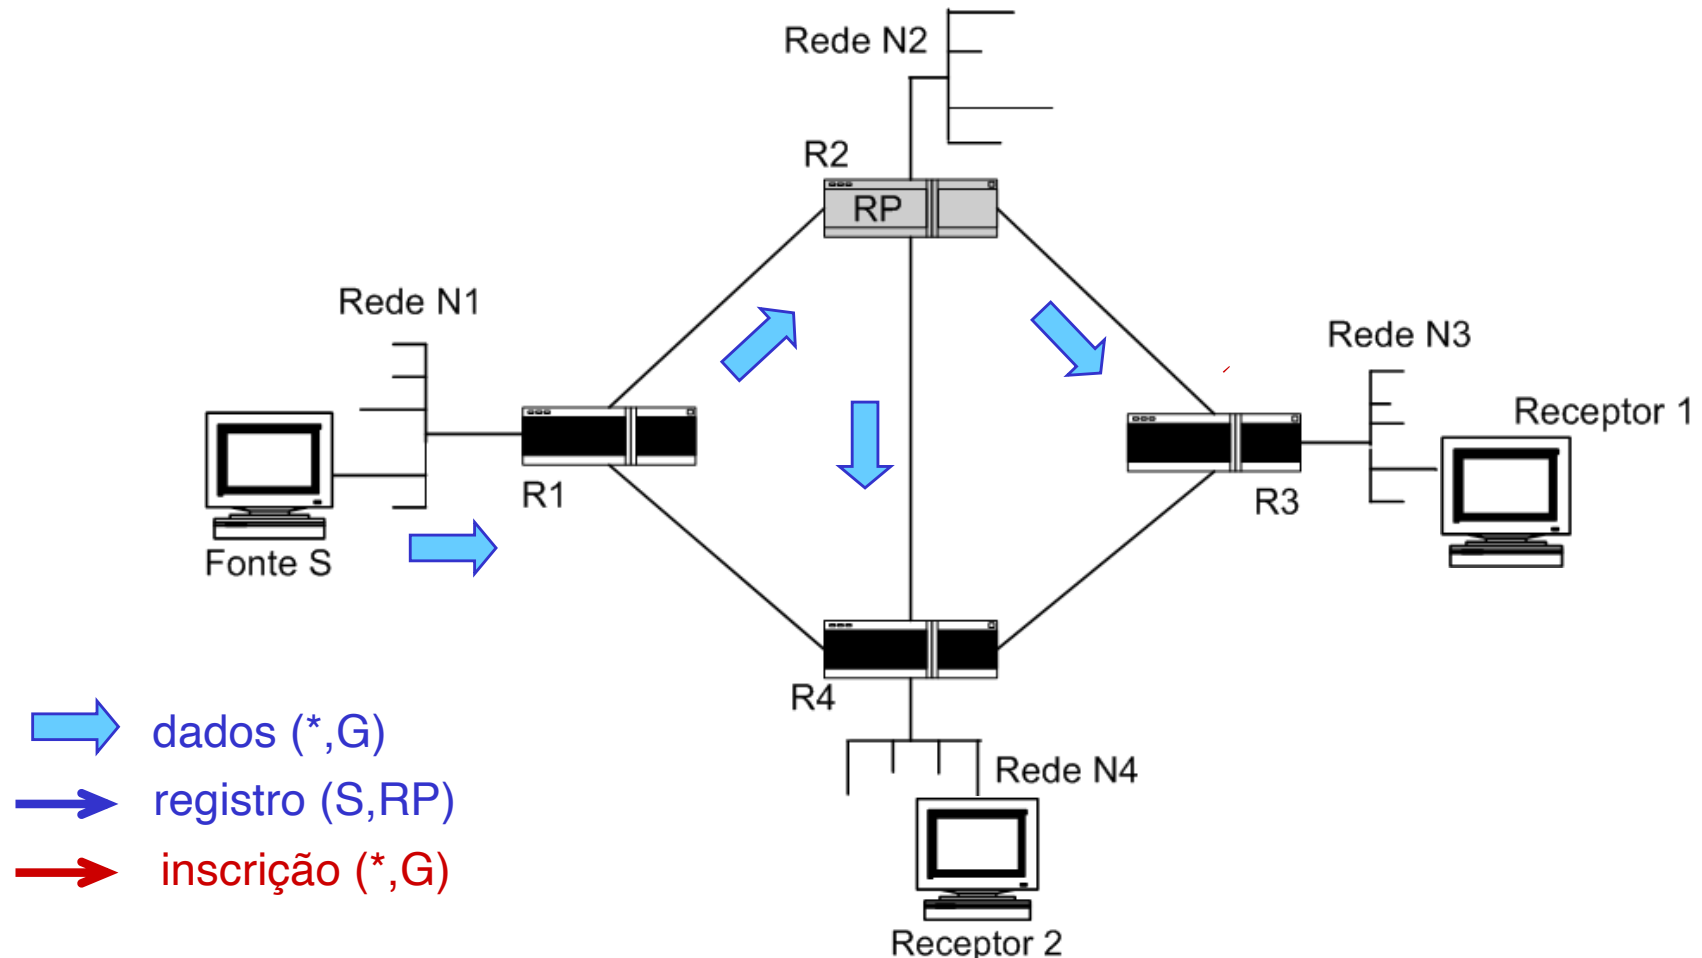 Rede N2
R2
RP
Rede N1
Rede N3
Receptor 1
R1
R3
Fonte S
R4
dados (*,G)
Rede N4
registro (S,RP)
inscrição (*,G)
Receptor 2